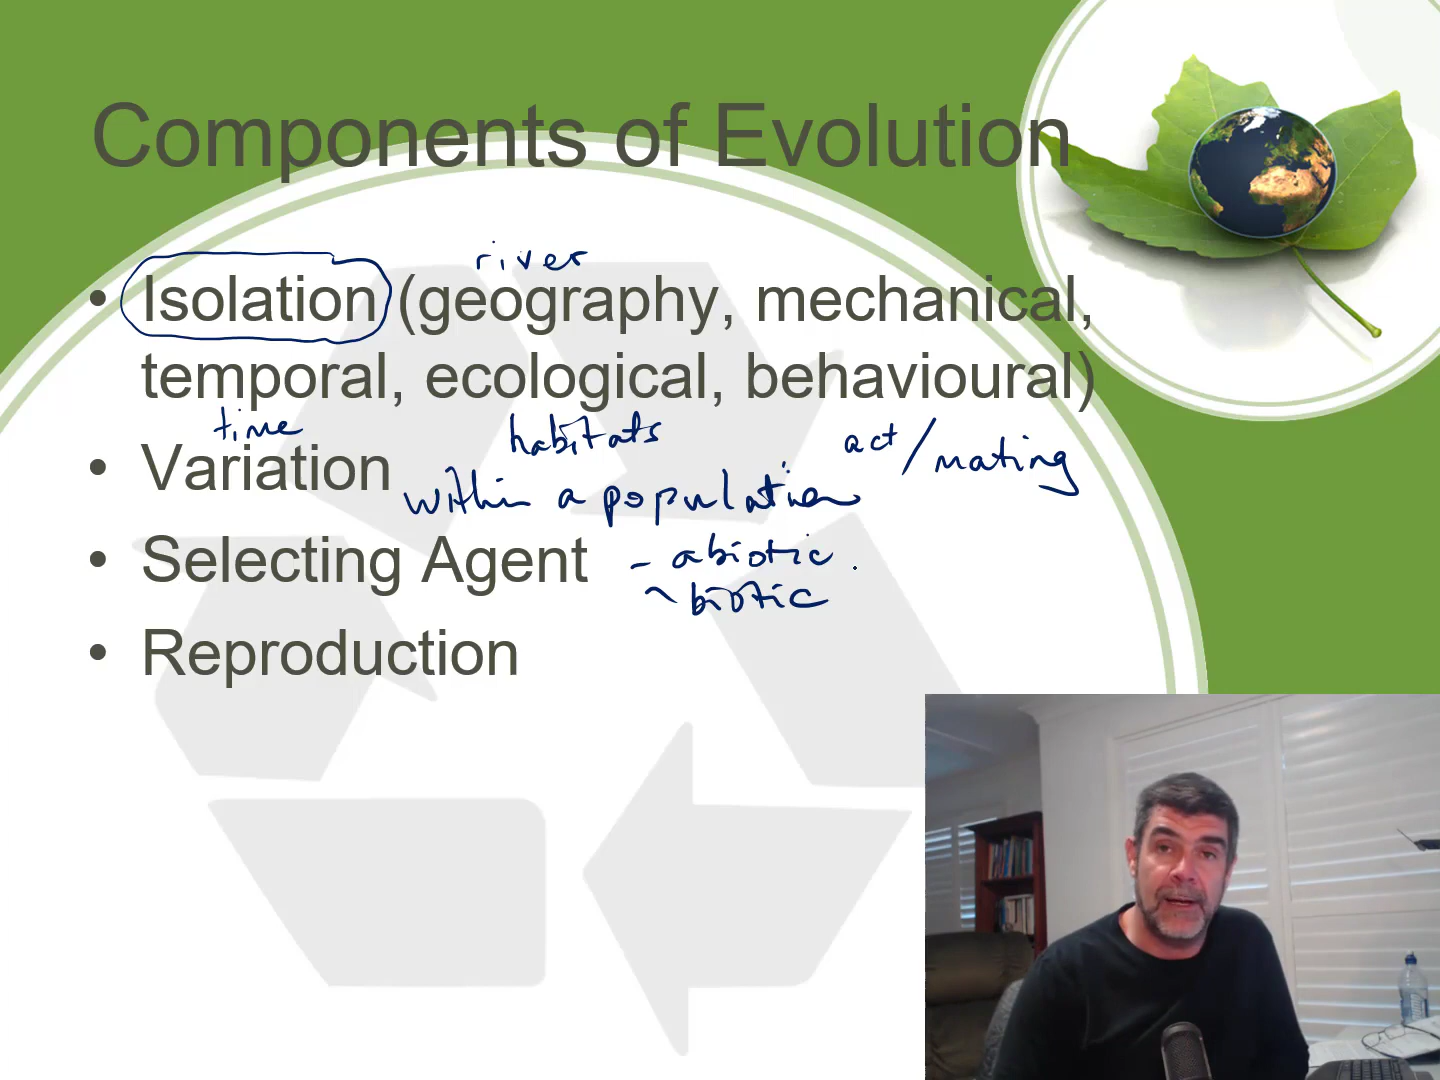 Components of Evolution
river
• Isolation (geography, mechanical,
temporal, ecological, behavioural)
time habitats act/mating
• Variation within a population
• Selecting Agent - abiotic
~ biotic
• Reproduction